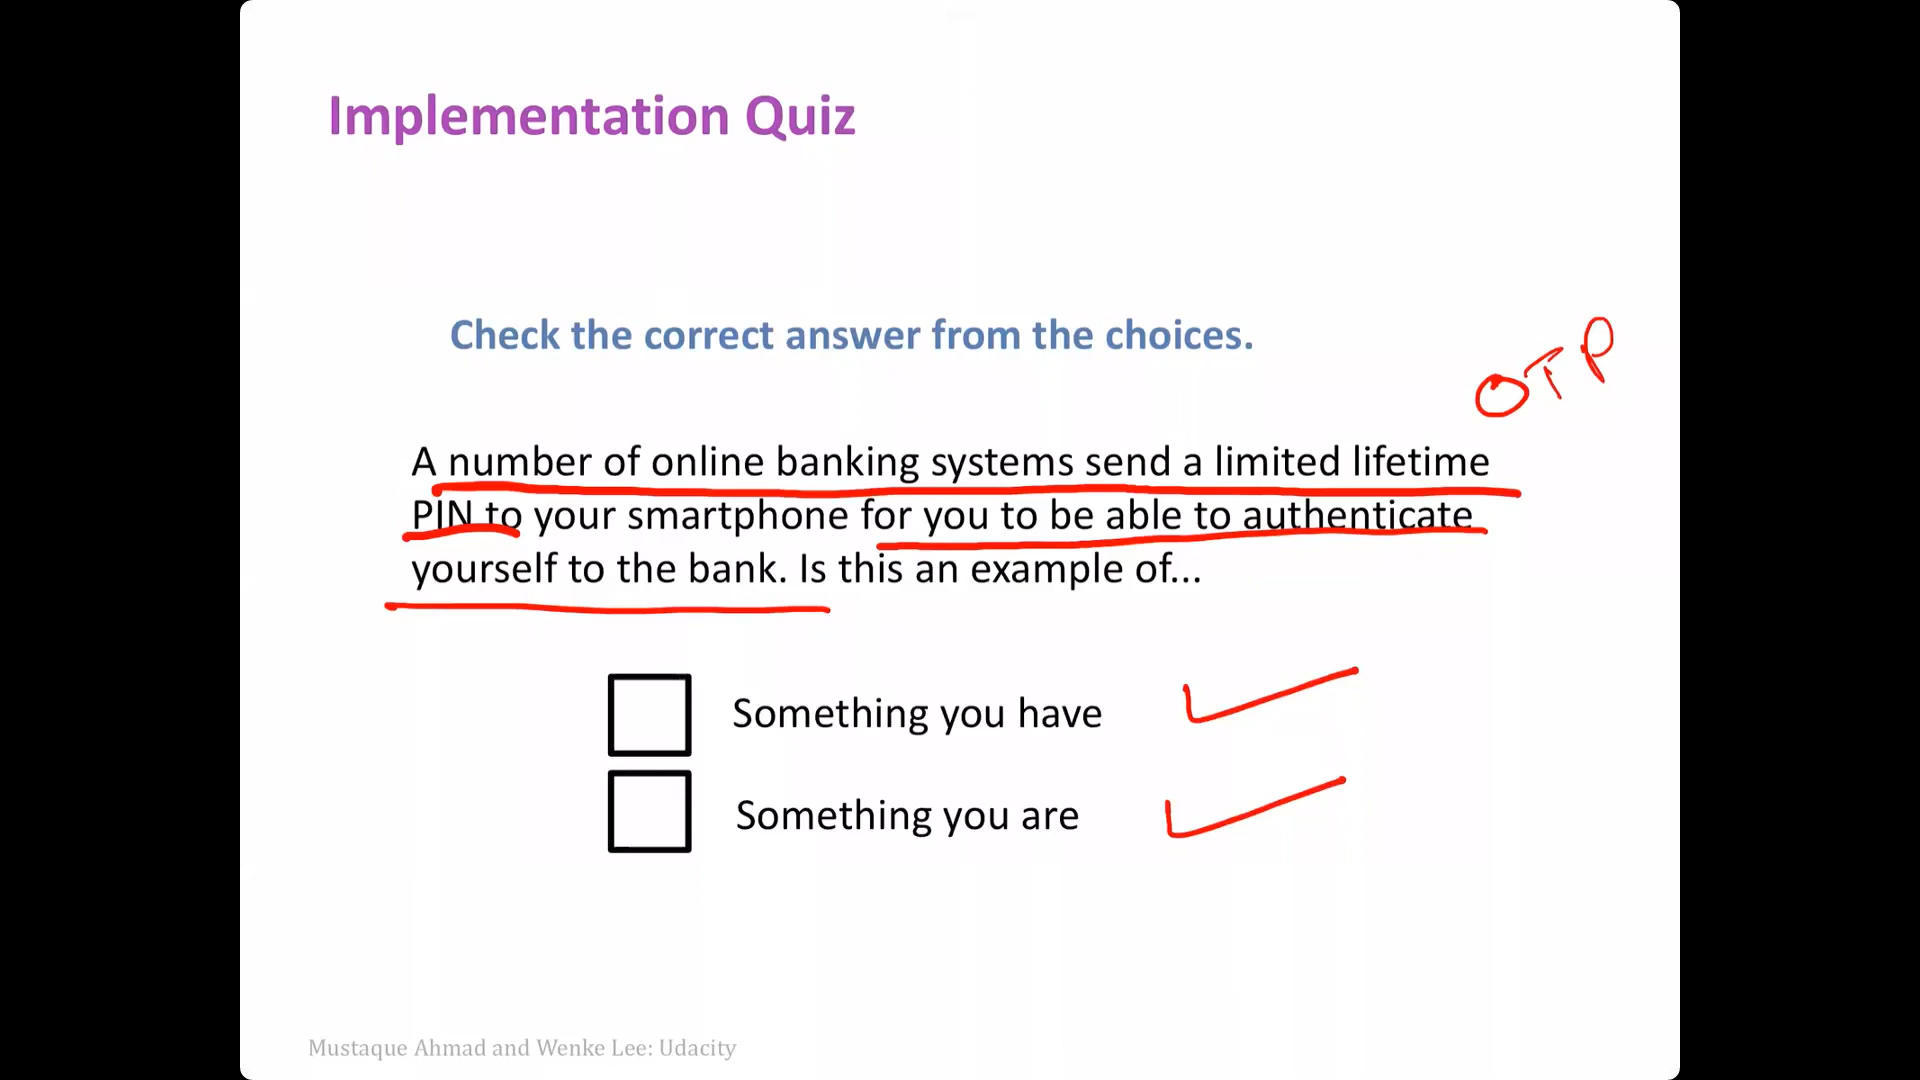 Implementation Quiz
Check the correct answer from the choices.
OTP
A number of online banking systems send a limited lifetime
PIN to your smartphone for you to be able to authenticate
yourself to the bank. Is this an example of...
Something you have
Something you are
Mustaque Ahmad and Wenke Lee: Udacity